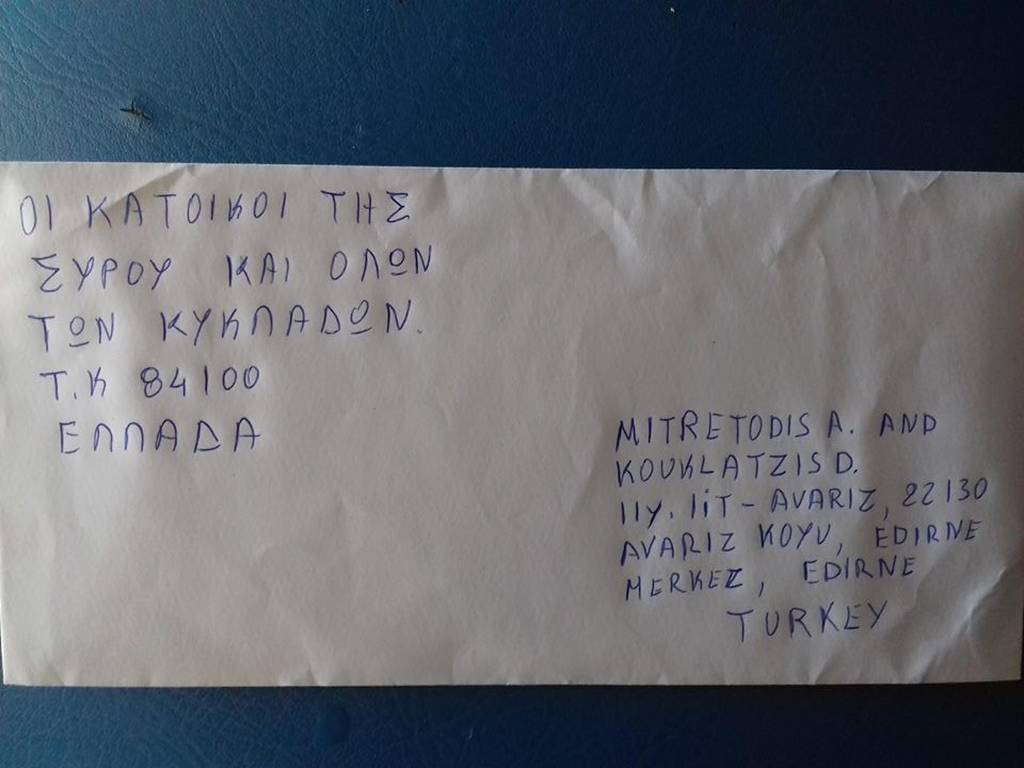 ΟΙ ΚΑΤΟΙΚΟΙ ΤΗΣ
ΣΥΡΟΥ ΚΑΙ ΟΛΩΝ
ΤΩΝ ΚΥΚΛΑΔΩΝ.
Τ.Κ 84100
ΕΛΛΑΔΑ
MITRETODIS A. AND
KOUKLATZIS D.
11y. liT - AVARIZ, 22130
AVARIZ KOYU, EDIRNE
MERKEZ, EDIRNE
TURKEY